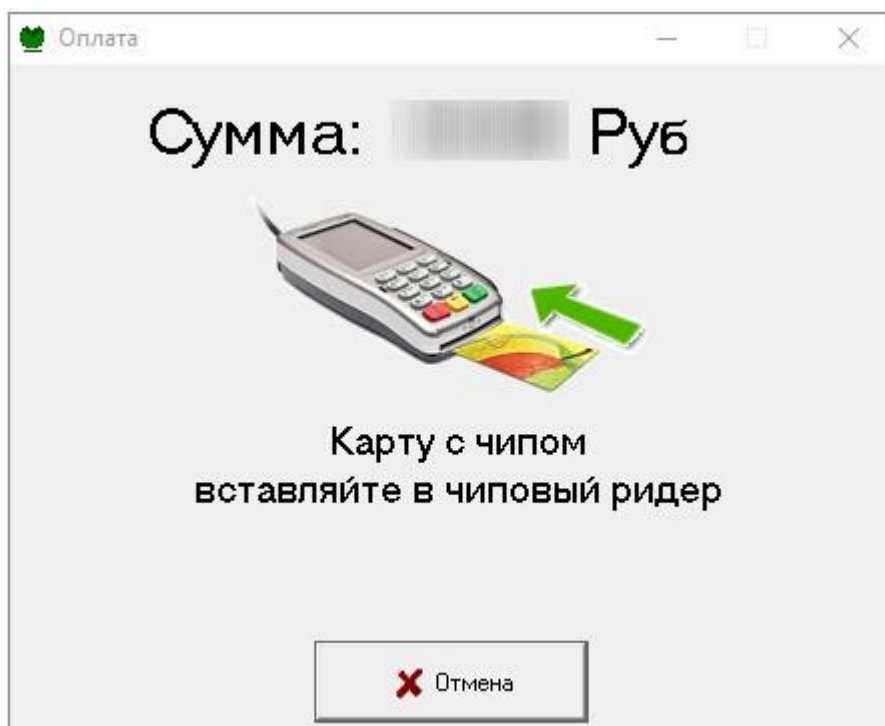 Оплата
Сумма: Руб
Карту с чипом
вставляйте в чиповый ридер
Отмена